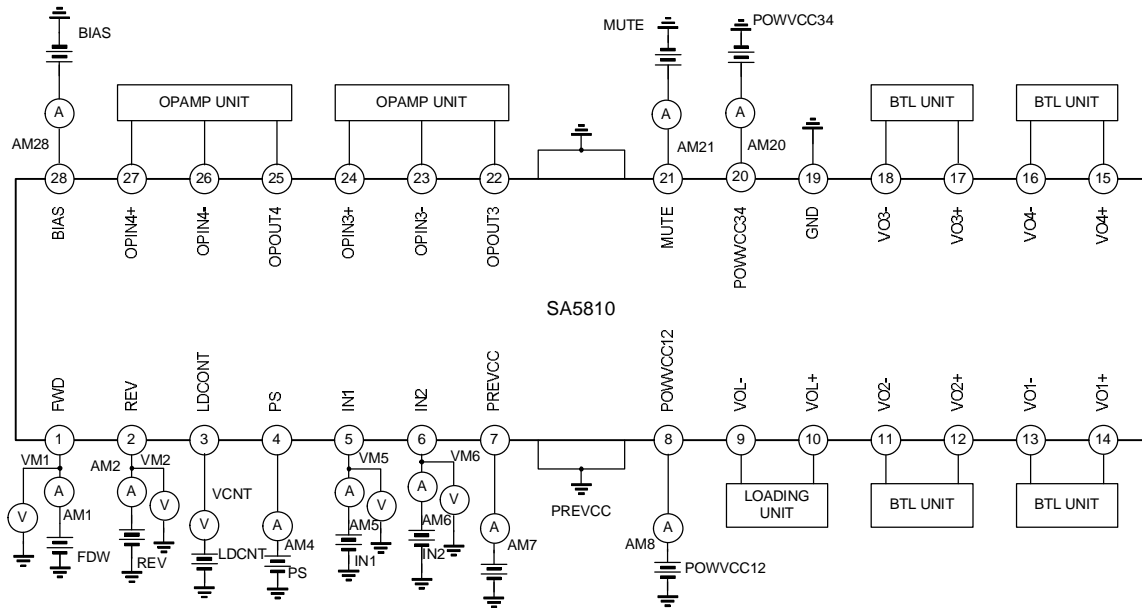 BIAS
MUTE
POWVCC34
OPAMP UNIT
OPAMP UNIT
BTL UNIT
BTL UNIT
A
A
A
AM28
AM21
AM20
28
27
26
25
24
23
22
21
20
19
18
17
16
15
BIAS
OPIN4+
OPIN4-
OPOUT4
OPIN3+
OPIN3-
OPOUT3
MUTE
POWVCC34
GND
VO3-
VO3+
VO4-
VO4+
SA5810
FWD
REV
LDCONT
PS
IN1
IN2
PREVCC
POWVCC12
VOL-
VOL+
VO2-
VO2+
VO1-
VO1+
1
2
3
4
5
6
7
8
9
10
11
12
13
14
VM1
AM2
VM2
VM5
VM6
V
A
A
V
VCNT
V
A
A
V
A
V
A
A
AM1
FDW
REV
LDCNT
AM4
PS
AM5
IN1
AM6
IN2
AM7
PREVCC
AM8
POWVCC12
LOADING
UNIT
BTL UNIT
BTL UNIT